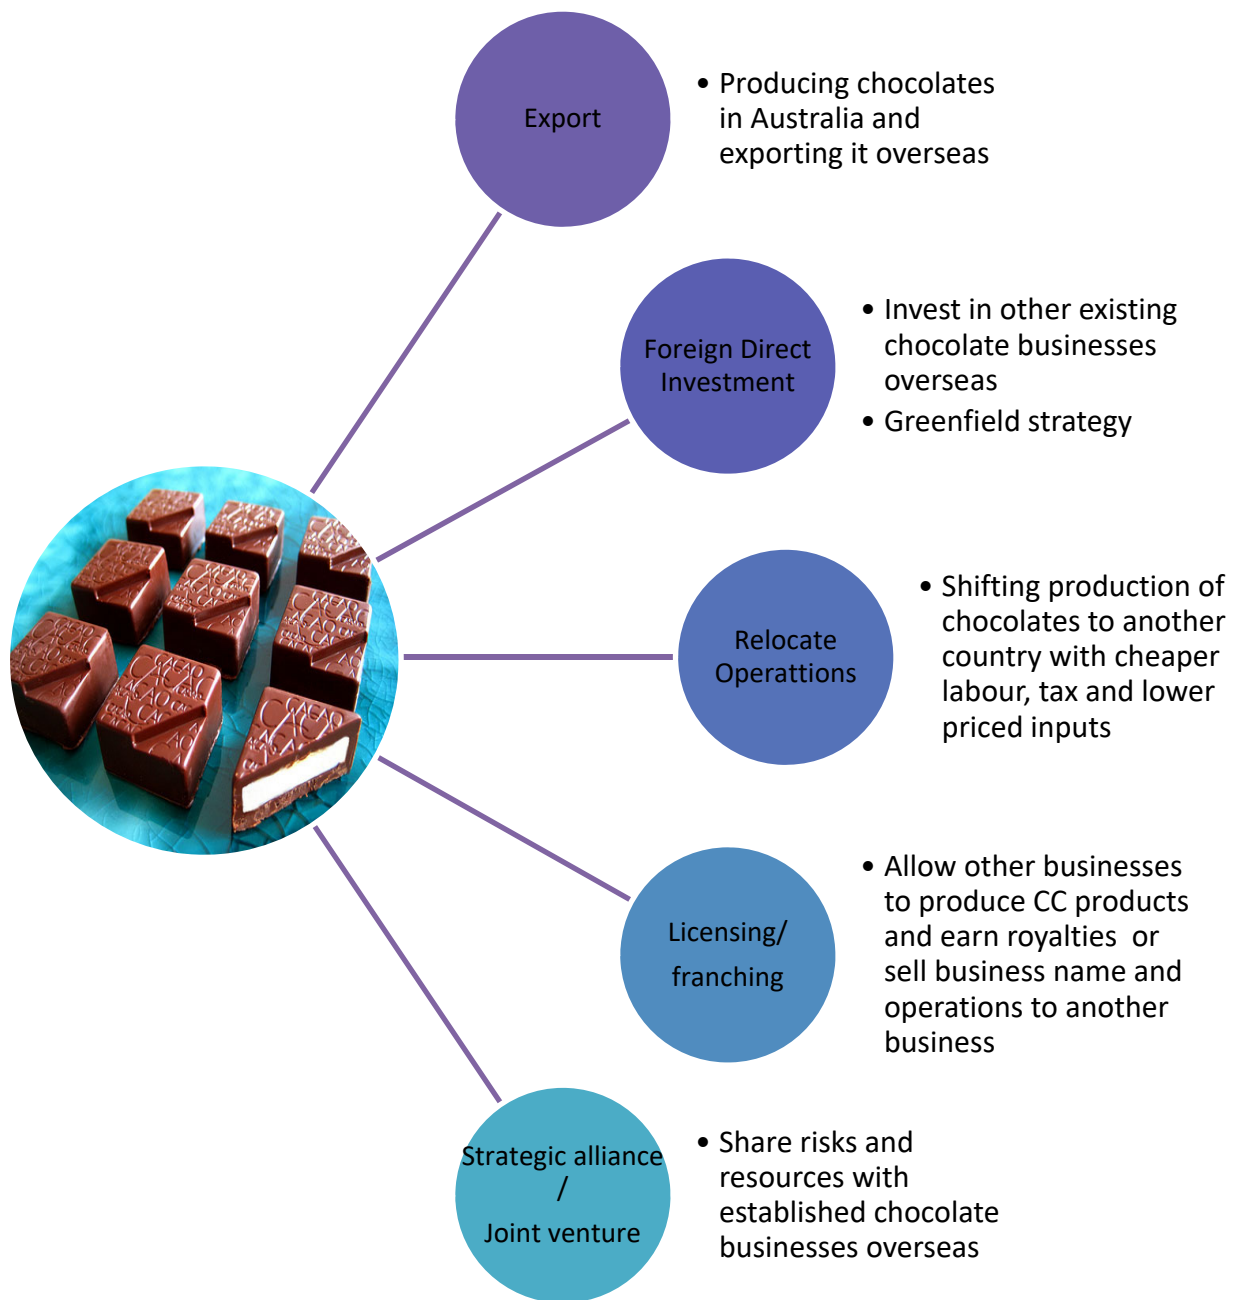 Export
• Producing chocolates
in Australia and
exporting it overseas
Foreign Direct
Investment
• Invest in other existing
chocolate businesses
overseas
• Greenfield strategy
Relocate
Operattions
• Shifting production of
chocolates to another
country with cheaper
labour, tax and lower
priced inputs
Licensing/
franching
• Allow other businesses
to produce CC products
and earn royalties  or
sell business name and
operations to another
business
Strategic alliance
/
Joint venture
• Share risks and
resources with
established chocolate
businesses overseas
CACAO